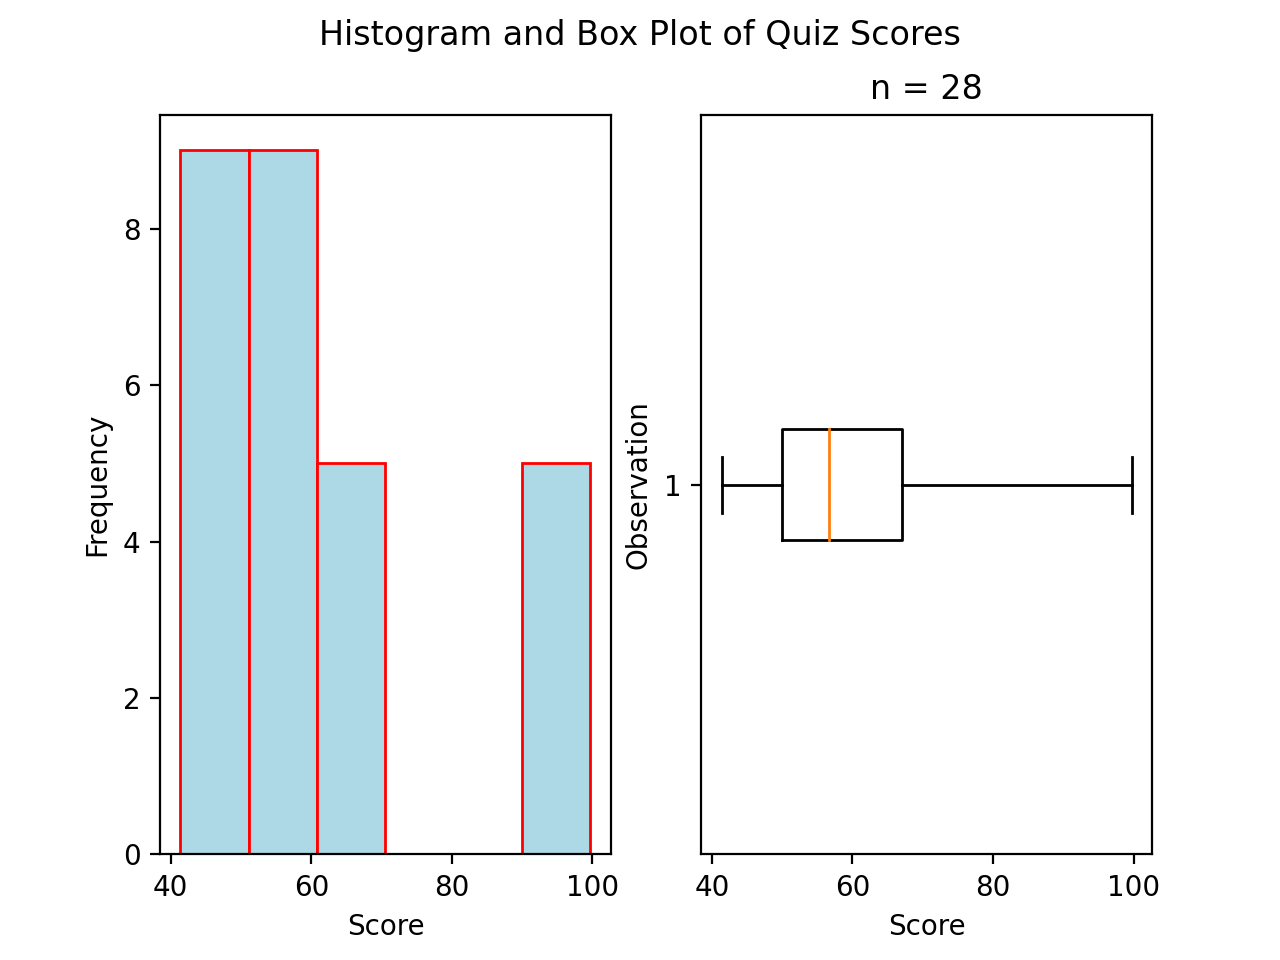 Histogram and Box Plot of Quiz Scores
Frequency
8
6
4
2
0
40 60 80 100
Score
n = 28
Observation
1
40 60 80 100
Score